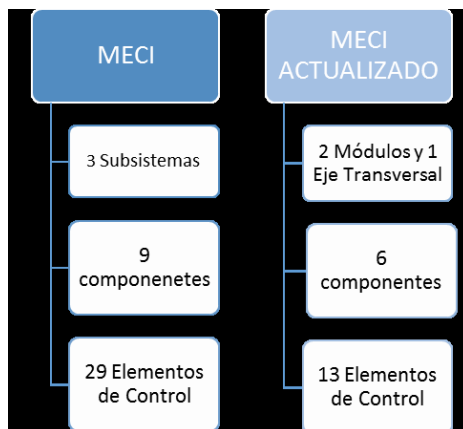 MECI
3 Subsistemas
9
componenetes
29 Elementos
de Control
MECI
ACTUALIZADO
2 Módulos y 1
Eje Transversal
6
componentes
13 Elementos
de Control